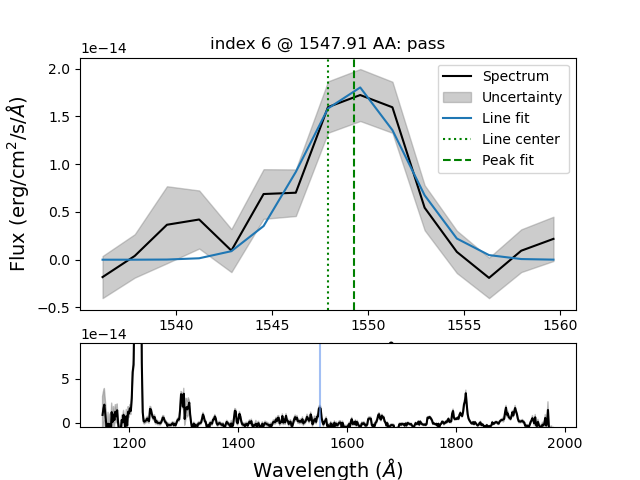 index 6 @ 1547.91 AA: pass
1e−14
2.0
1.5
1.0
0.5
0.0
−0.5
Flux (erg/cm²/s/Å)
Spectrum
Uncertainty
Line fit
Line center
Peak fit
1540 1545 1550 1555 1560
1e−14
5
0
1200 1400 1600 1800 2000
Wavelength (Å)